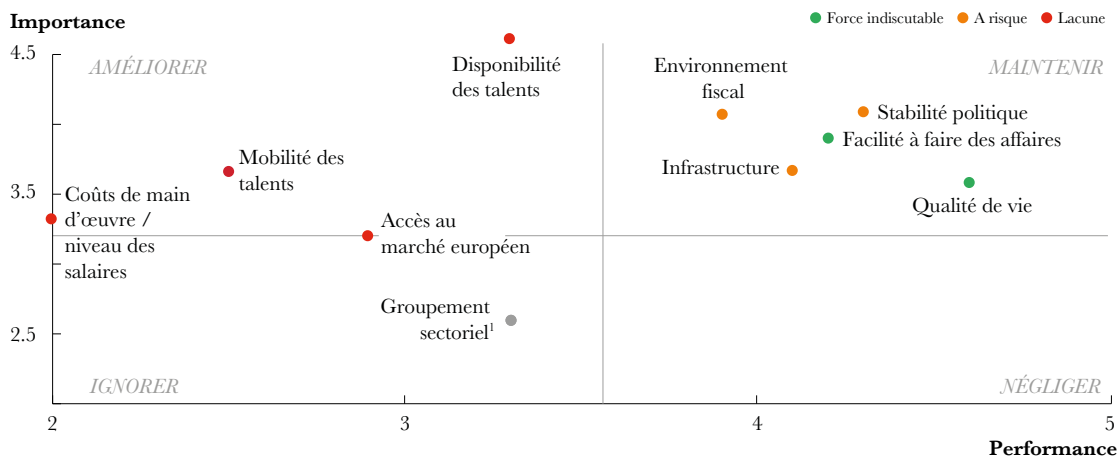 Importance
Force indiscutable
A risque
Lacune
4.5
AMÉLIORER
MAINTENIR
Disponibilité
des talents
Environnement
fiscal
Stabilité politique
Facilité à faire des affaires
Mobilité des
talents
Infrastructure
3.5
Coûts de main
d’œuvre /
niveau des
salaires
Qualité de vie
Accès au
marché européen
Groupement
sectoriel¹
2.5
IGNORER
NÉGLIGER
2
3
4
5
Performance